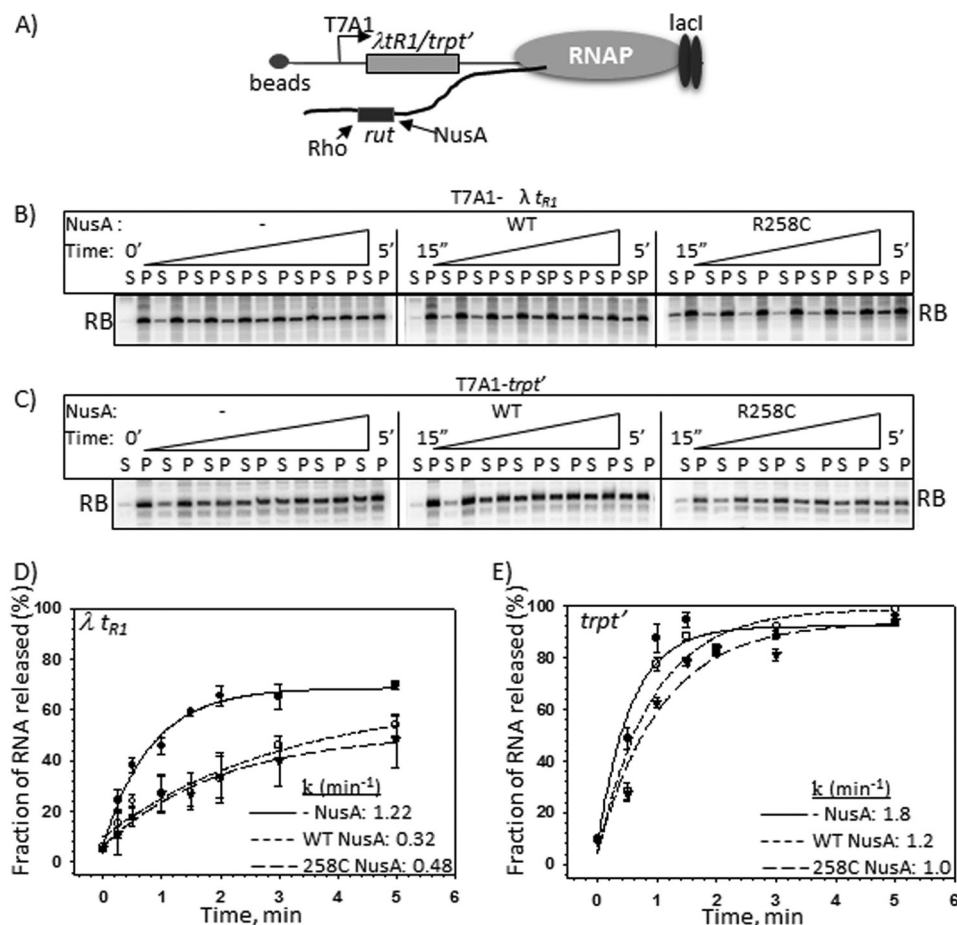 A)
T7A1
λtR1/trpt'
lacI
RNAP
beads
Rho
rut
NusA
B)
T7A1- λ tR1
NusA : - WT R258C
Time: 0' 5' 15" 5' 15" 5'
S P S P S P S P S P S P S P S P S P S P S P S P S P SP S P S P SP S P S P S P S P S P S P S P
RB RB
C)
T7A1-trpt'
NusA: - WT R258C
Time: 0' 5' 15" 5' 15" 5'
S P S P S P S P S P S P S P S P S P S P S P S P S P S P S P S P S P S P S P S P S P S P
RB RB
D)
λ tR1
Fraction of RNA released (%)
100
80
60
40
20
0
k (min-1)
- NusA: 1.22
WT NusA: 0.32
258C NusA: 0.48
0 1 2 3 4 5 6
Time, min
E)
trpt'
Fraction of RNA released (%)
100
80
60
40
20
0
k (min-1)
- NusA: 1.8
WT NusA: 1.2
258C NusA: 1.0
0 1 2 3 4 5 6
Time, min